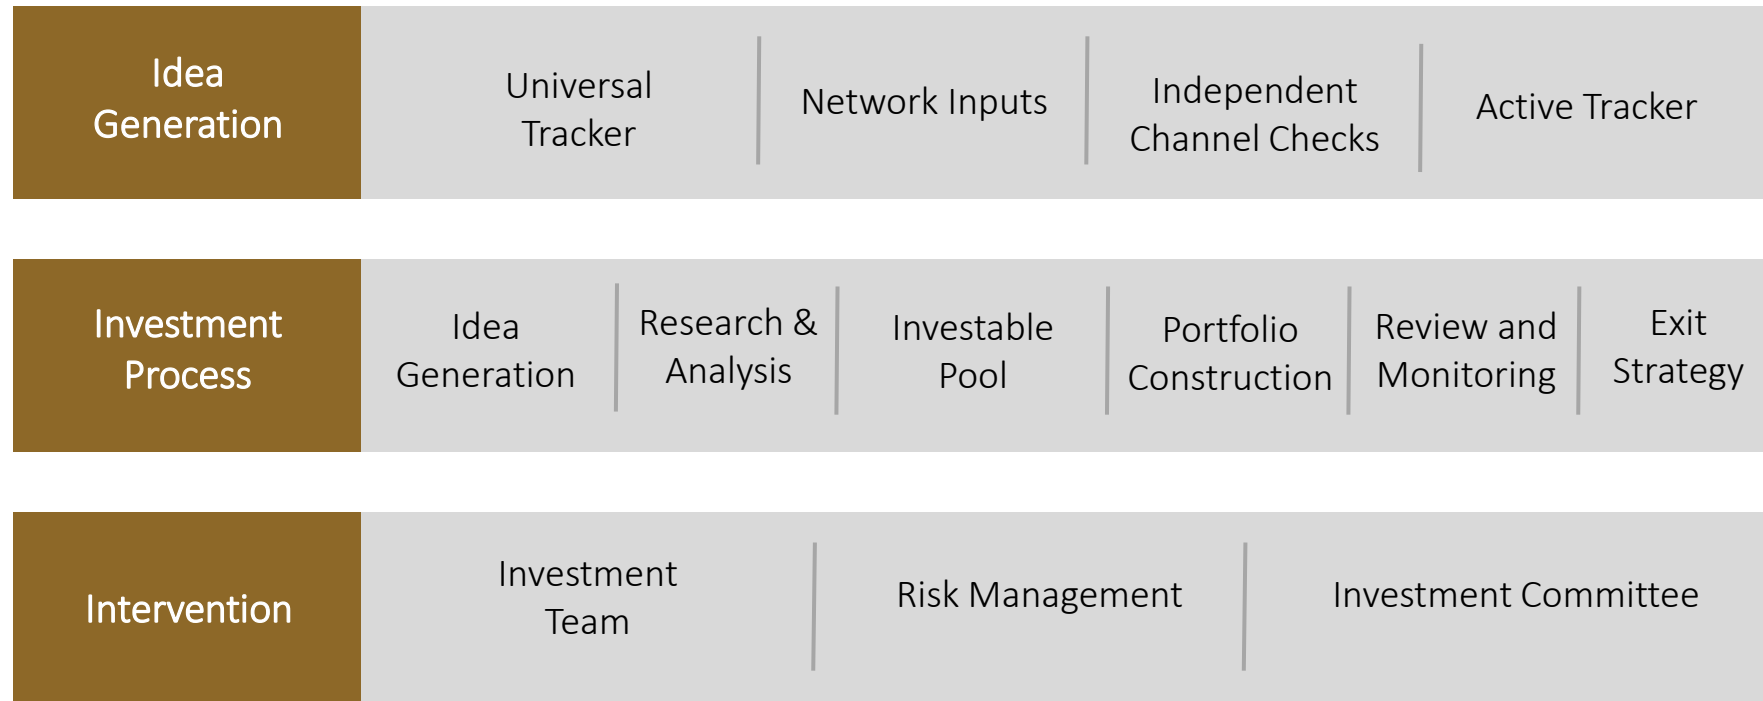 Idea
Generation
Universal
Tracker
Network Inputs
Independent
Channel Checks
Active Tracker
Investment
Process
Idea
Generation
Research &
Analysis
Investable
Pool
Portfolio
Construction
Review and
Monitoring
Exit
Strategy
Intervention
Investment
Team
Risk Management
Investment Committee